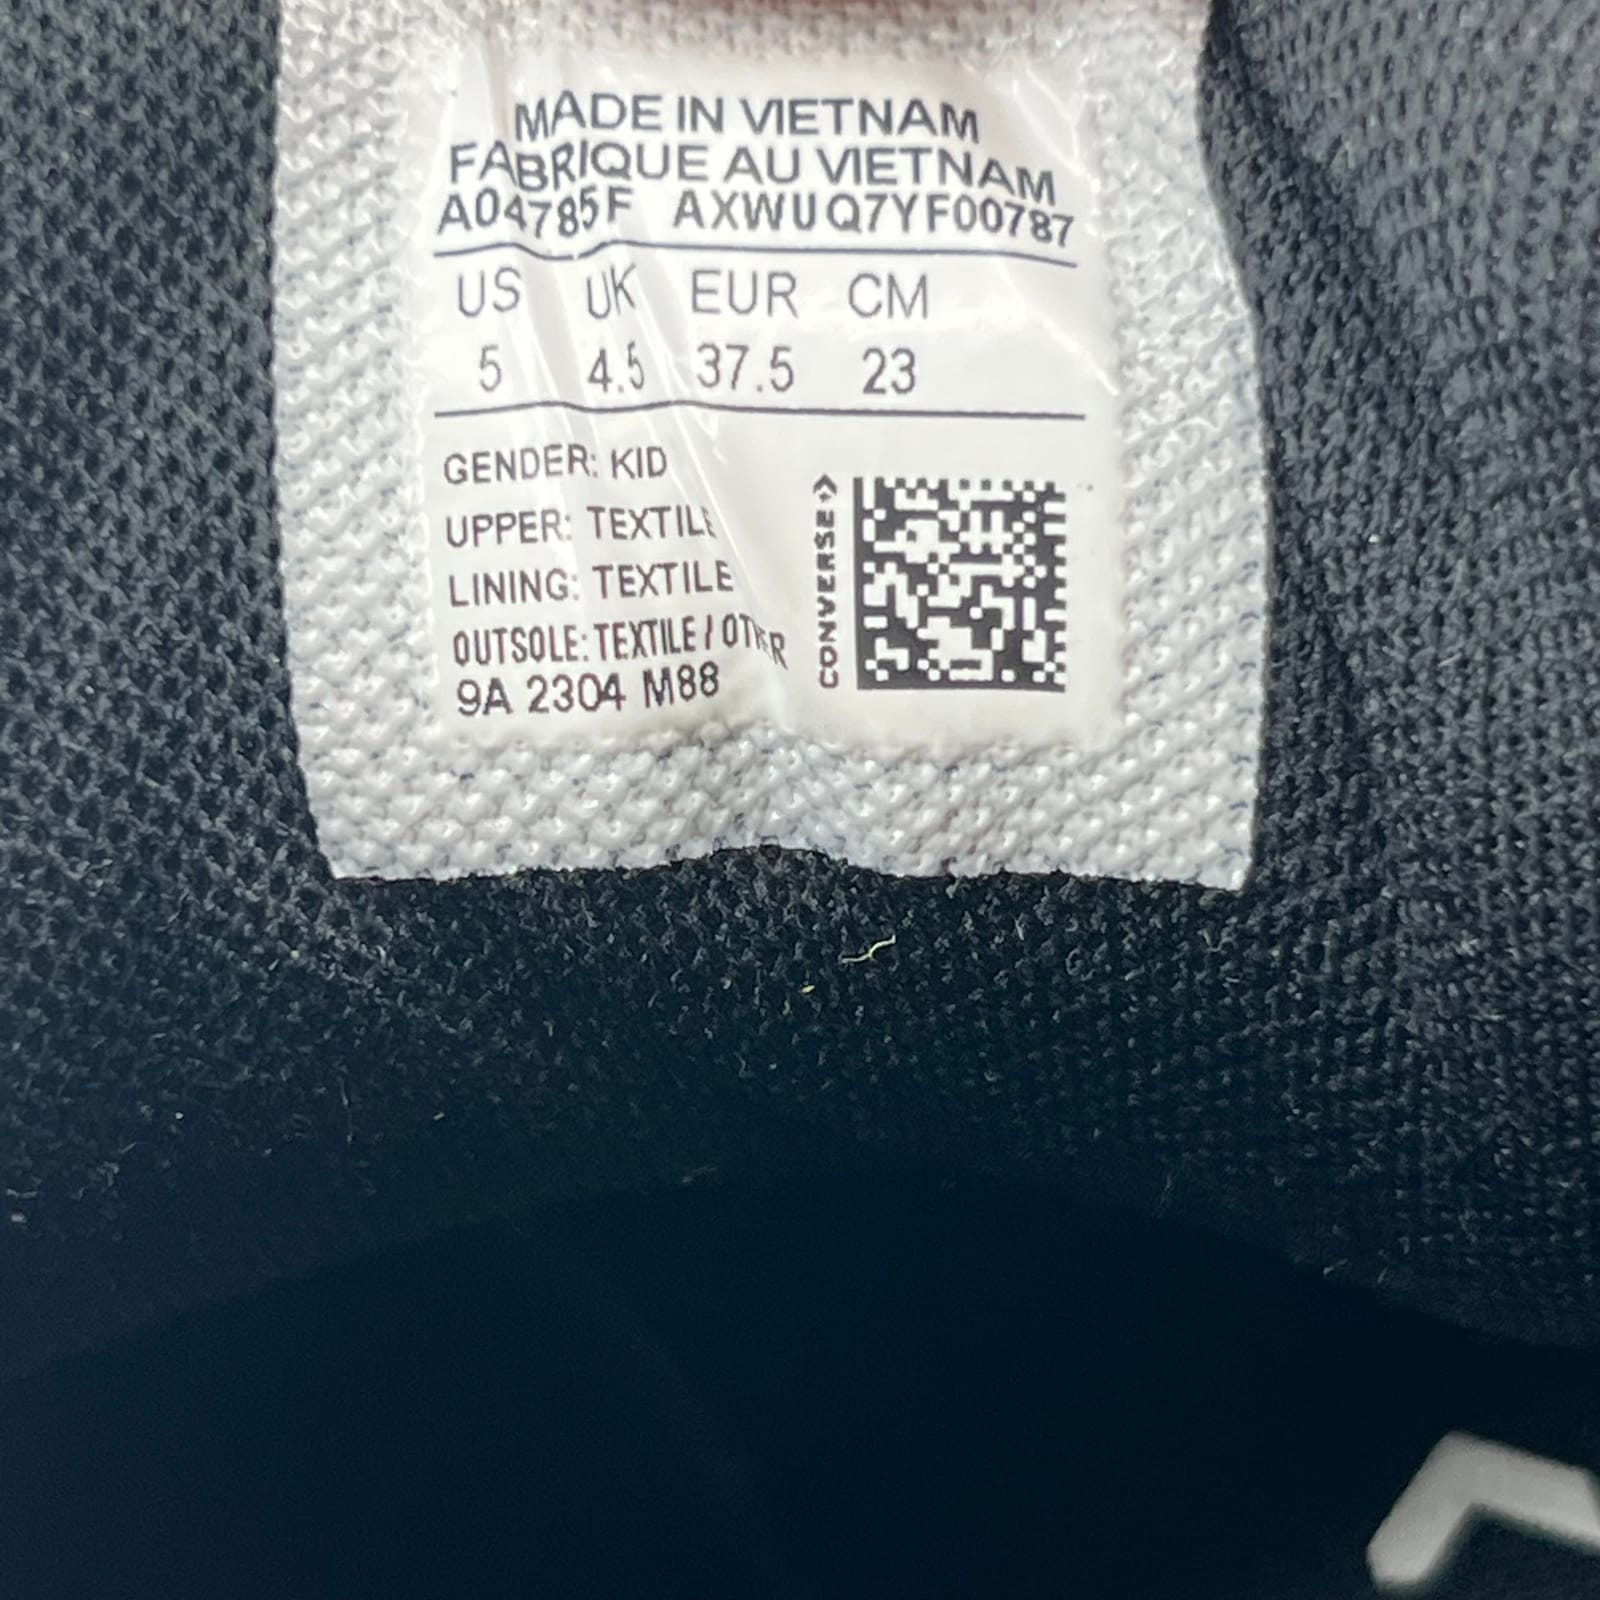 MADE IN VIETNAM
FABRIQUE AU VIETNAM
A04785F AXWUQ7YF00787
US UK EUR CM
5 4.5 37.5 23
GENDER: KID
UPPER: TEXTILE
LINING: TEXTILE
OUTSOLE: TEXTILE / OTHER
9A 2304 M88
CONVERSE